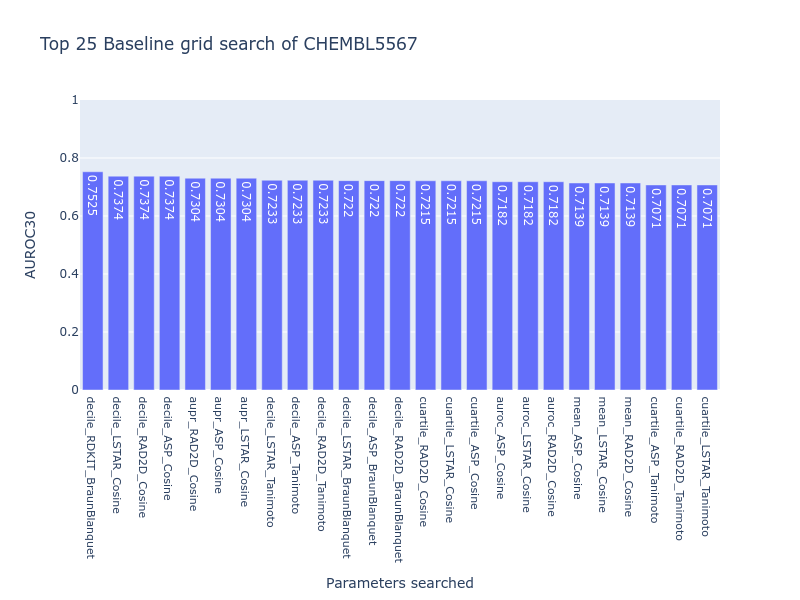 Top 25 Baseline grid search of CHEMBL5567
AUROC30
1
0.8
0.6
0.4
0.2
0
0.7525
0.7374
0.7374
0.7374
0.7304
0.7304
0.7304
0.7233
0.7233
0.7233
0.722
0.722
0.722
0.7215
0.7215
0.7215
0.7182
0.7182
0.7182
0.7139
0.7139
0.7139
0.7071
0.7071
0.7071
decile_RDKIT_BraunBlanquet
decile_LSTAR_Cosine
decile_RAD2D_Cosine
decile_ASP_Cosine
aupr_RAD2D_Cosine
aupr_ASP_Cosine
aupr_LSTAR_Cosine
decile_LSTAR_Tanimoto
decile_ASP_Tanimoto
decile_RAD2D_Tanimoto
decile_LSTAR_BraunBlanquet
decile_ASP_BraunBlanquet
decile_RAD2D_BraunBlanquet
cuartile_RAD2D_Cosine
cuartile_LSTAR_Cosine
cuartile_ASP_Cosine
auroc_ASP_Cosine
auroc_LSTAR_Cosine
auroc_RAD2D_Cosine
mean_ASP_Cosine
mean_LSTAR_Cosine
mean_RAD2D_Cosine
cuartile_ASP_Tanimoto
cuartile_RAD2D_Tanimoto
cuartile_LSTAR_Tanimoto
Parameters searched